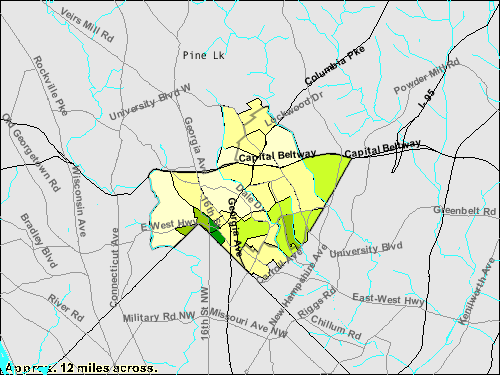 Veirs Mill Rd
Pine Lk
Columbia Pke
Rockville Pke
University Blvd W
Lockwood Dr
Powder Mill Rd
I. 95
Georgia Ave
Old Georgetown Rd
Capital Beltway
Capital Beltway
Wisconsin Ave
Dale Dr
16th
Georgia Ave
Greenbelt Rd
E West Hwy
Bradley Blvd
Connecticut Ave
University Blvd
Carroll Ave
New Hampshire Ave
Kenilworth Ave
River Rd
East-West Hwy
Riggs Rd
Military Rd NW
16th St NW
Missouri Ave NW
Chillum Rd
Approx. 12 miles across.